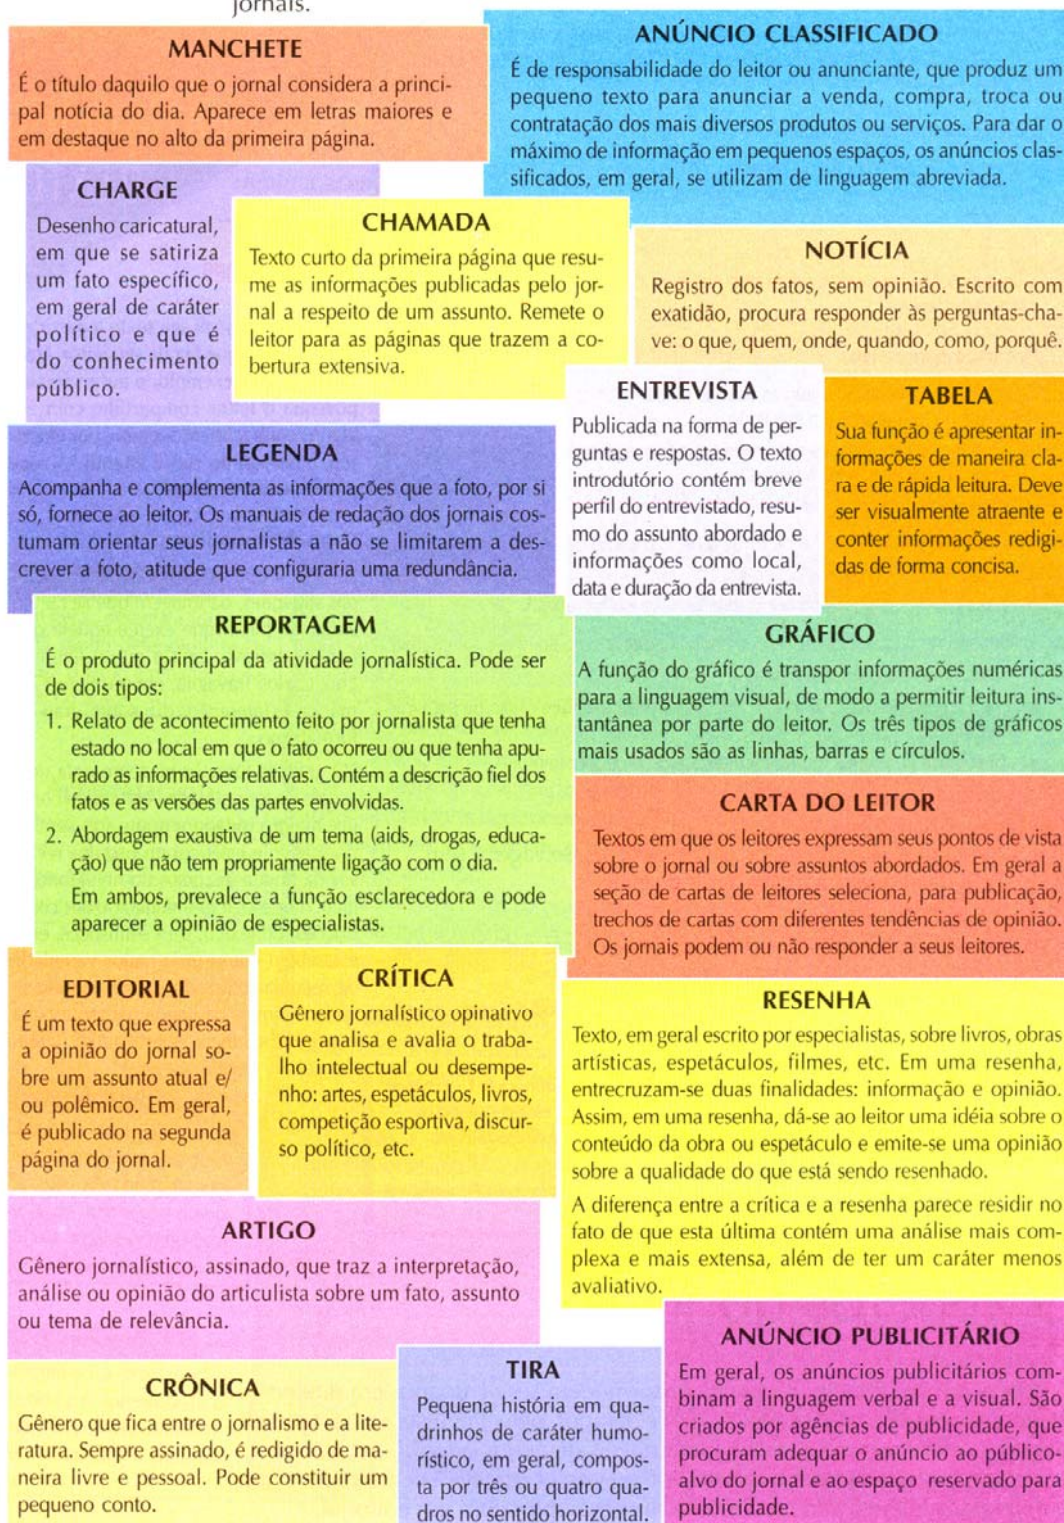 jornais.
MANCHETE
É o título daquilo que o jornal considera a princi-
pal notícia do dia. Aparece em letras maiores e
em destaque no alto da primeira página.
ANÚNCIO CLASSIFICADO
É de responsabilidade do leitor ou anunciante, que produz um
pequeno texto para anunciar a venda, compra, troca ou
contratação dos mais diversos produtos ou serviços. Para dar o
máximo de informação em pequenos espaços, os anúncios clas-
sificados, em geral, se utilizam de linguagem abreviada.
CHARGE
Desenho caricatural,
em que se satiriza
um fato específico,
em geral de caráter
político e que é
do conhecimento
público.
CHAMADA
Texto curto da primeira página que resu-
me as informações publicadas pelo jor-
nal a respeito de um assunto. Remete o
leitor para as páginas que trazem a co-
bertura extensiva.
NOTÍCIA
Registro dos fatos, sem opinião. Escrito com
exatidão, procura responder às perguntas-cha-
ve: o que, quem, onde, quando, como, porquê.
ENTREVISTA
Publicada na forma de per-
guntas e respostas. O texto
introdutório contém breve
perfil do entrevistado, resu-
mo do assunto abordado e
informações como local,
data e duração da entrevista.
TABELA
Sua função é apresentar in-
formações de maneira cla-
ra e de rápida leitura. Deve
ser visualmente atraente e
conter informações redigi-
das de forma concisa.
LEGENDA
Acompanha e complementa as informações que a foto, por si
só, fornece ao leitor. Os manuais de redação dos jornais cos-
tumam orientar seus jornalistas a não se limitarem a des-
crever a foto, atitude que configuraria uma redundância.
REPORTAGEM
É o produto principal da atividade jornalística. Pode ser
de dois tipos:
1. Relato de acontecimento feito por jornalista que tenha
estado no local em que o fato ocorreu ou que tenha apu-
rado as informações relativas. Contém a descrição fiel dos
fatos e as versões das partes envolvidas.
2. Abordagem exaustiva de um tema (aids, drogas, educa-
ção) que não tem propriamente ligação com o dia.
Em ambos, prevalece a função esclarecedora e pode
aparecer a opinião de especialistas.
GRÁFICO
A função do gráfico é transpor informações numéricas
para a linguagem visual, de modo a permitir leitura ins-
tantânea por parte do leitor. Os três tipos de gráficos
mais usados são as linhas, barras e círculos.
CARTA DO LEITOR
Textos em que os leitores expressam seus pontos de vista
sobre o jornal ou sobre assuntos abordados. Em geral a
seção de cartas de leitores seleciona, para publicação,
trechos de cartas com diferentes tendências de opinião.
Os jornais podem ou não responder a seus leitores.
EDITORIAL
É um texto que expressa
a opinião do jornal so-
bre um assunto atual e/
ou polêmico. Em geral,
é publicado na segunda
página do jornal.
CRÍTICA
Gênero jornalístico opinativo
que analisa e avalia o traba-
lho intelectual ou desempe-
nho: artes, espetáculos, livros,
competição esportiva, discur-
so político, etc.
RESENHA
Texto, em geral escrito por especialistas, sobre livros, obras
artísticas, espetáculos, filmes, etc. Em uma resenha,
entrecruzam-se duas finalidades: informação e opinião.
Assim, em uma resenha, dá-se ao leitor uma idéia sobre o
conteúdo da obra ou espetáculo e emite-se uma opinião
sobre a qualidade do que está sendo resenhado.
A diferença entre a crítica e a resenha parece residir no
fato de que esta última contém uma análise mais com-
plexa e mais extensa, além de ter um caráter menos
avaliativo.
ARTIGO
Gênero jornalístico, assinado, que traz a interpretação,
análise ou opinião do articulista sobre um fato, assunto
ou tema de relevância.
CRÔNICA
Gênero que fica entre o jornalismo e a lite-
ratura. Sempre assinado, é redigido de ma-
neira livre e pessoal. Pode constituir um
pequeno conto.
TIRA
Pequena história em qua-
drinhos de caráter humo-
rístico, em geral, compos-
ta por três ou quatro qua-
dros no sentido horizontal.
ANÚNCIO PUBLICITÁRIO
Em geral, os anúncios publicitários com-
binam a linguagem verbal e a visual. São
criados por agências de publicidade, que
procuram adequar o anúncio ao público-
alvo do jornal e ao espaço reservado para
publicidade.